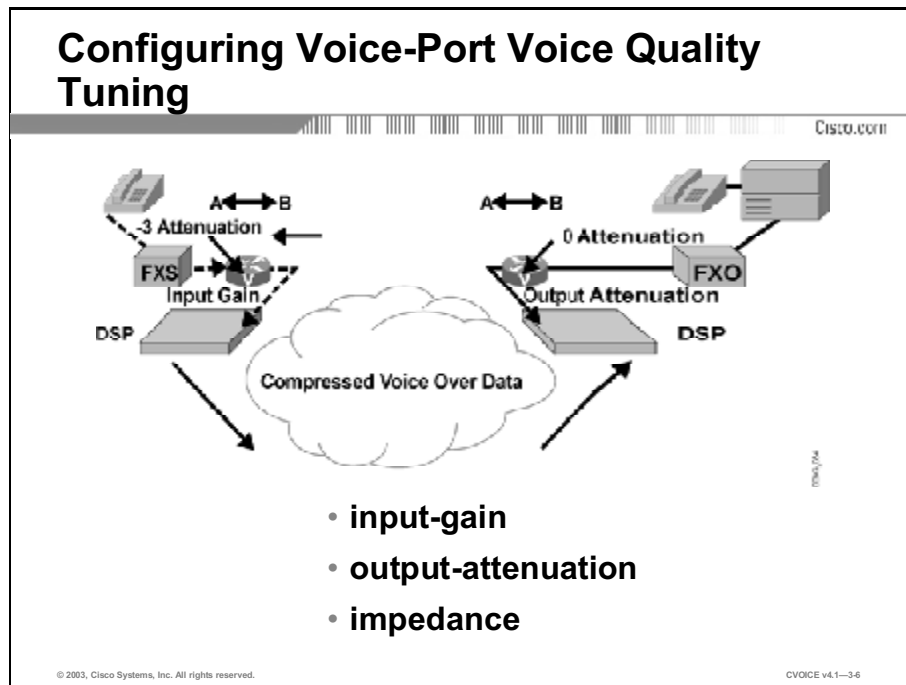 Configuring Voice-Port Voice Quality
Tuning
Cisco.com
A B
A B
-3 Attenuation
0 Attenuation
FXS
FXO
Input Gain
Output Attenuation
DSP
DSP
Compressed Voice Over Data
• input-gain
• output-attenuation
• impedance
© 2003, Cisco Systems, Inc. All rights reserved.
CVOICE v4.1—3-6